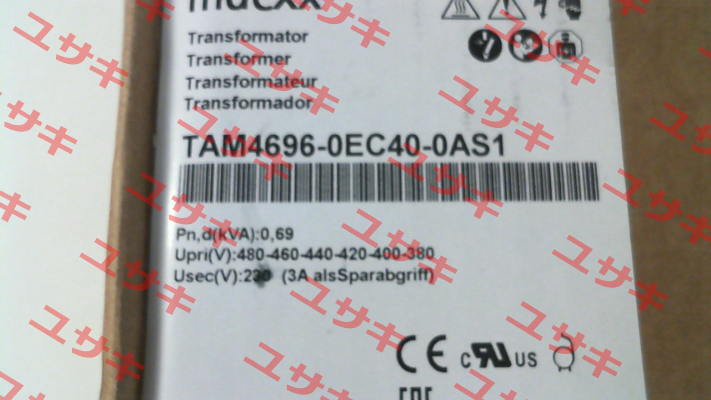 Transformator
Transformer
Transformateur
Transformador
TAM4696-0EC40-0AS1
Pn,d(kVA):0,69
Upri(V):480-460-440-420-400-380
Usec(V):230 (3A alsSparabgriff)
CE c UL us
ユサキ